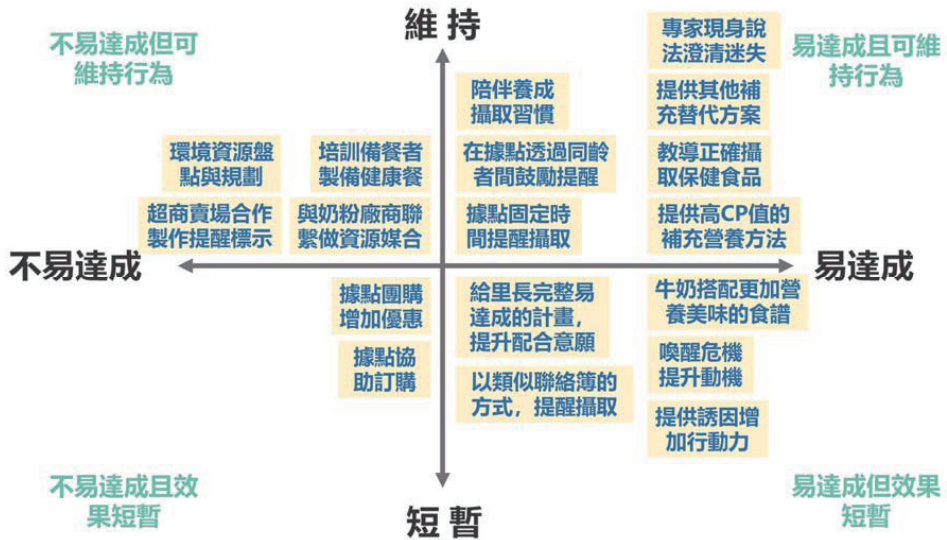 維持
不易達成但可
維持行為
易達成且可維
持行為
專家現身說
法澄清迷失
陪伴養成
攝取習慣
提供其他補
充替代方案
環境資源盤
點與規劃
培訓備餐者
製備健康餐
在據點透過同齡
者間鼓勵提醒
教導正確攝
取保健食品
超商賣場合作
製作提醒標示
與奶粉廠商聯
繫做資源媒合
據點固定時
間提醒攝取
提供高CP值的
補充營養方法
不易達成
易達成
據點團購
增加優惠
給里長完整易
達成的計畫，
提升配合意願
牛奶搭配更加營
養美味的食譜
據點協
助訂購
以類似聯絡簿的
方式，提醒攝取
喚醒危機
提升動機
提供誘因增
加行動力
不易達成且效
果短暫
易達成但效果
短暫
短暫